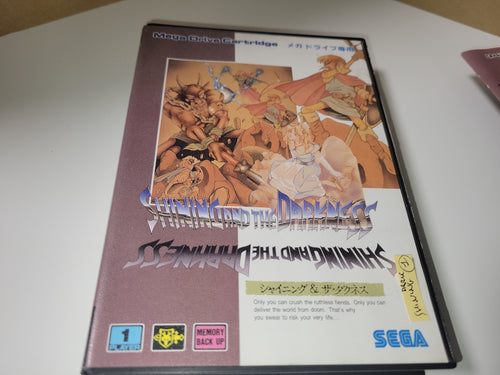 Mega Drive Cartridge
メガドライブ専用
SHINING AND THE DARKNESS
SHINING AND THE DARKNESS
シャイニング & ザ・ダクネス
Only you can crush the ruthless fiends. Only you can
deliver the world from doom. That's why
you swear to risk your very life...
1
PLAYER
MEMORY
BACK UP
SEGA